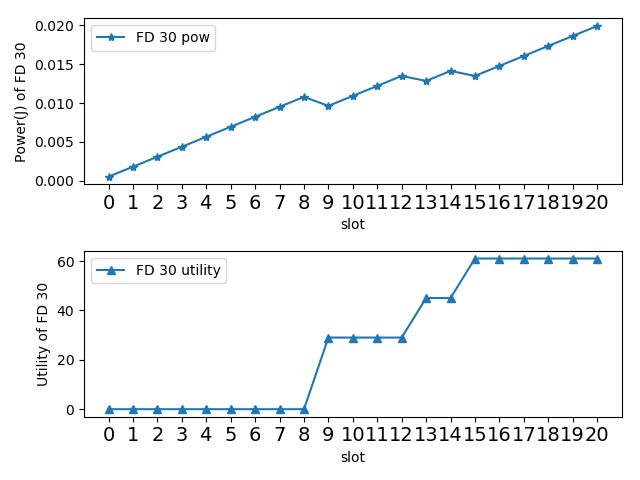 0.020
0.015
0.010
0.005
0.000
Power(J) of FD 30
FD 30 pow
0 1 2 3 4 5 6 7 8 9 10 11 12 13 14 15 16 17 18 19 20
slot
60
40
20
0
Utility of FD 30
FD 30 utility
0 1 2 3 4 5 6 7 8 9 10 11 12 13 14 15 16 17 18 19 20
slot